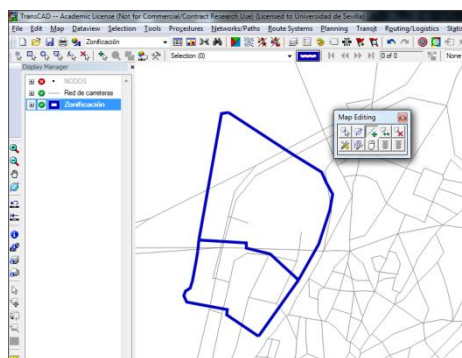 TransCAD -- Academic License (Not for Commercial/Contract Research Use) (Licensed to Universidad de Sevilla)
File Edit Map Dataview Selection Tools Procedures Networks/Paths Route Systems Planning Transit Routing/Logistics
Zonificación
Selection (0)
0 of 0
None
Display Manager
NODOS
Red de carreteras
Zonificación
Map Editing